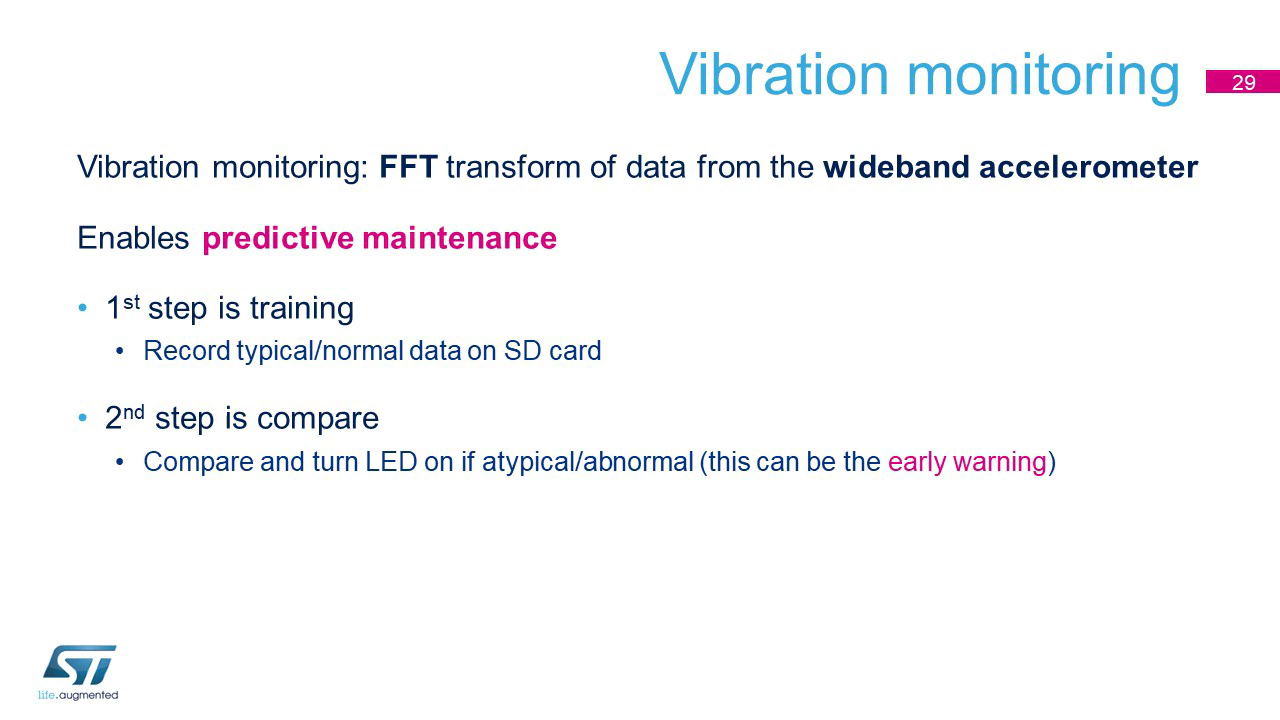 Vibration monitoring
29
Vibration monitoring: FFT transform of data from the wideband accelerometer
Enables predictive maintenance
• 1st step is training
• Record typical/normal data on SD card
• 2nd step is compare
• Compare and turn LED on if atypical/abnormal (this can be the early warning)
ST
life.augmented